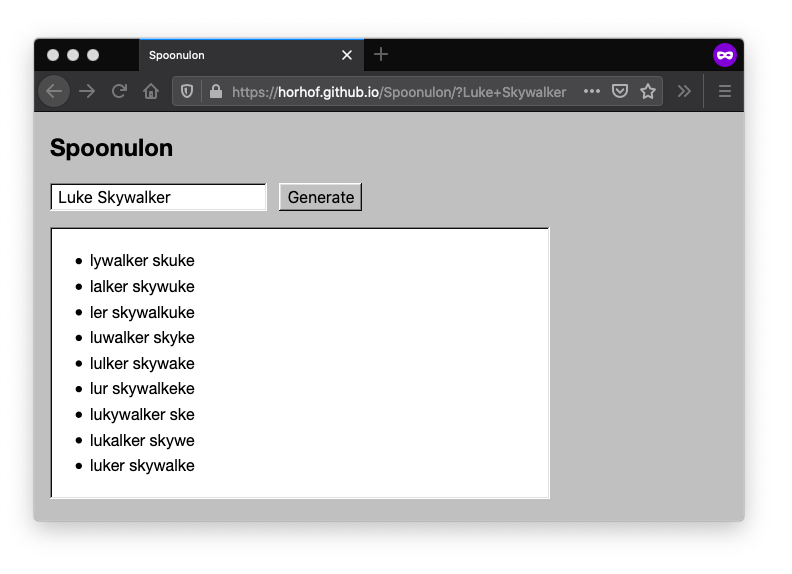 Spoonulon
https://horhof.github.io/Spoonulon/?Luke+Skywalker
Spoonulon
Luke Skywalker
Generate
lywalker skuke
lalker skywuke
ler skywalkuke
luwalker skyke
lulker skywake
lur skywalkeke
lukywalker ske
lukalker skywe
luker skywalke